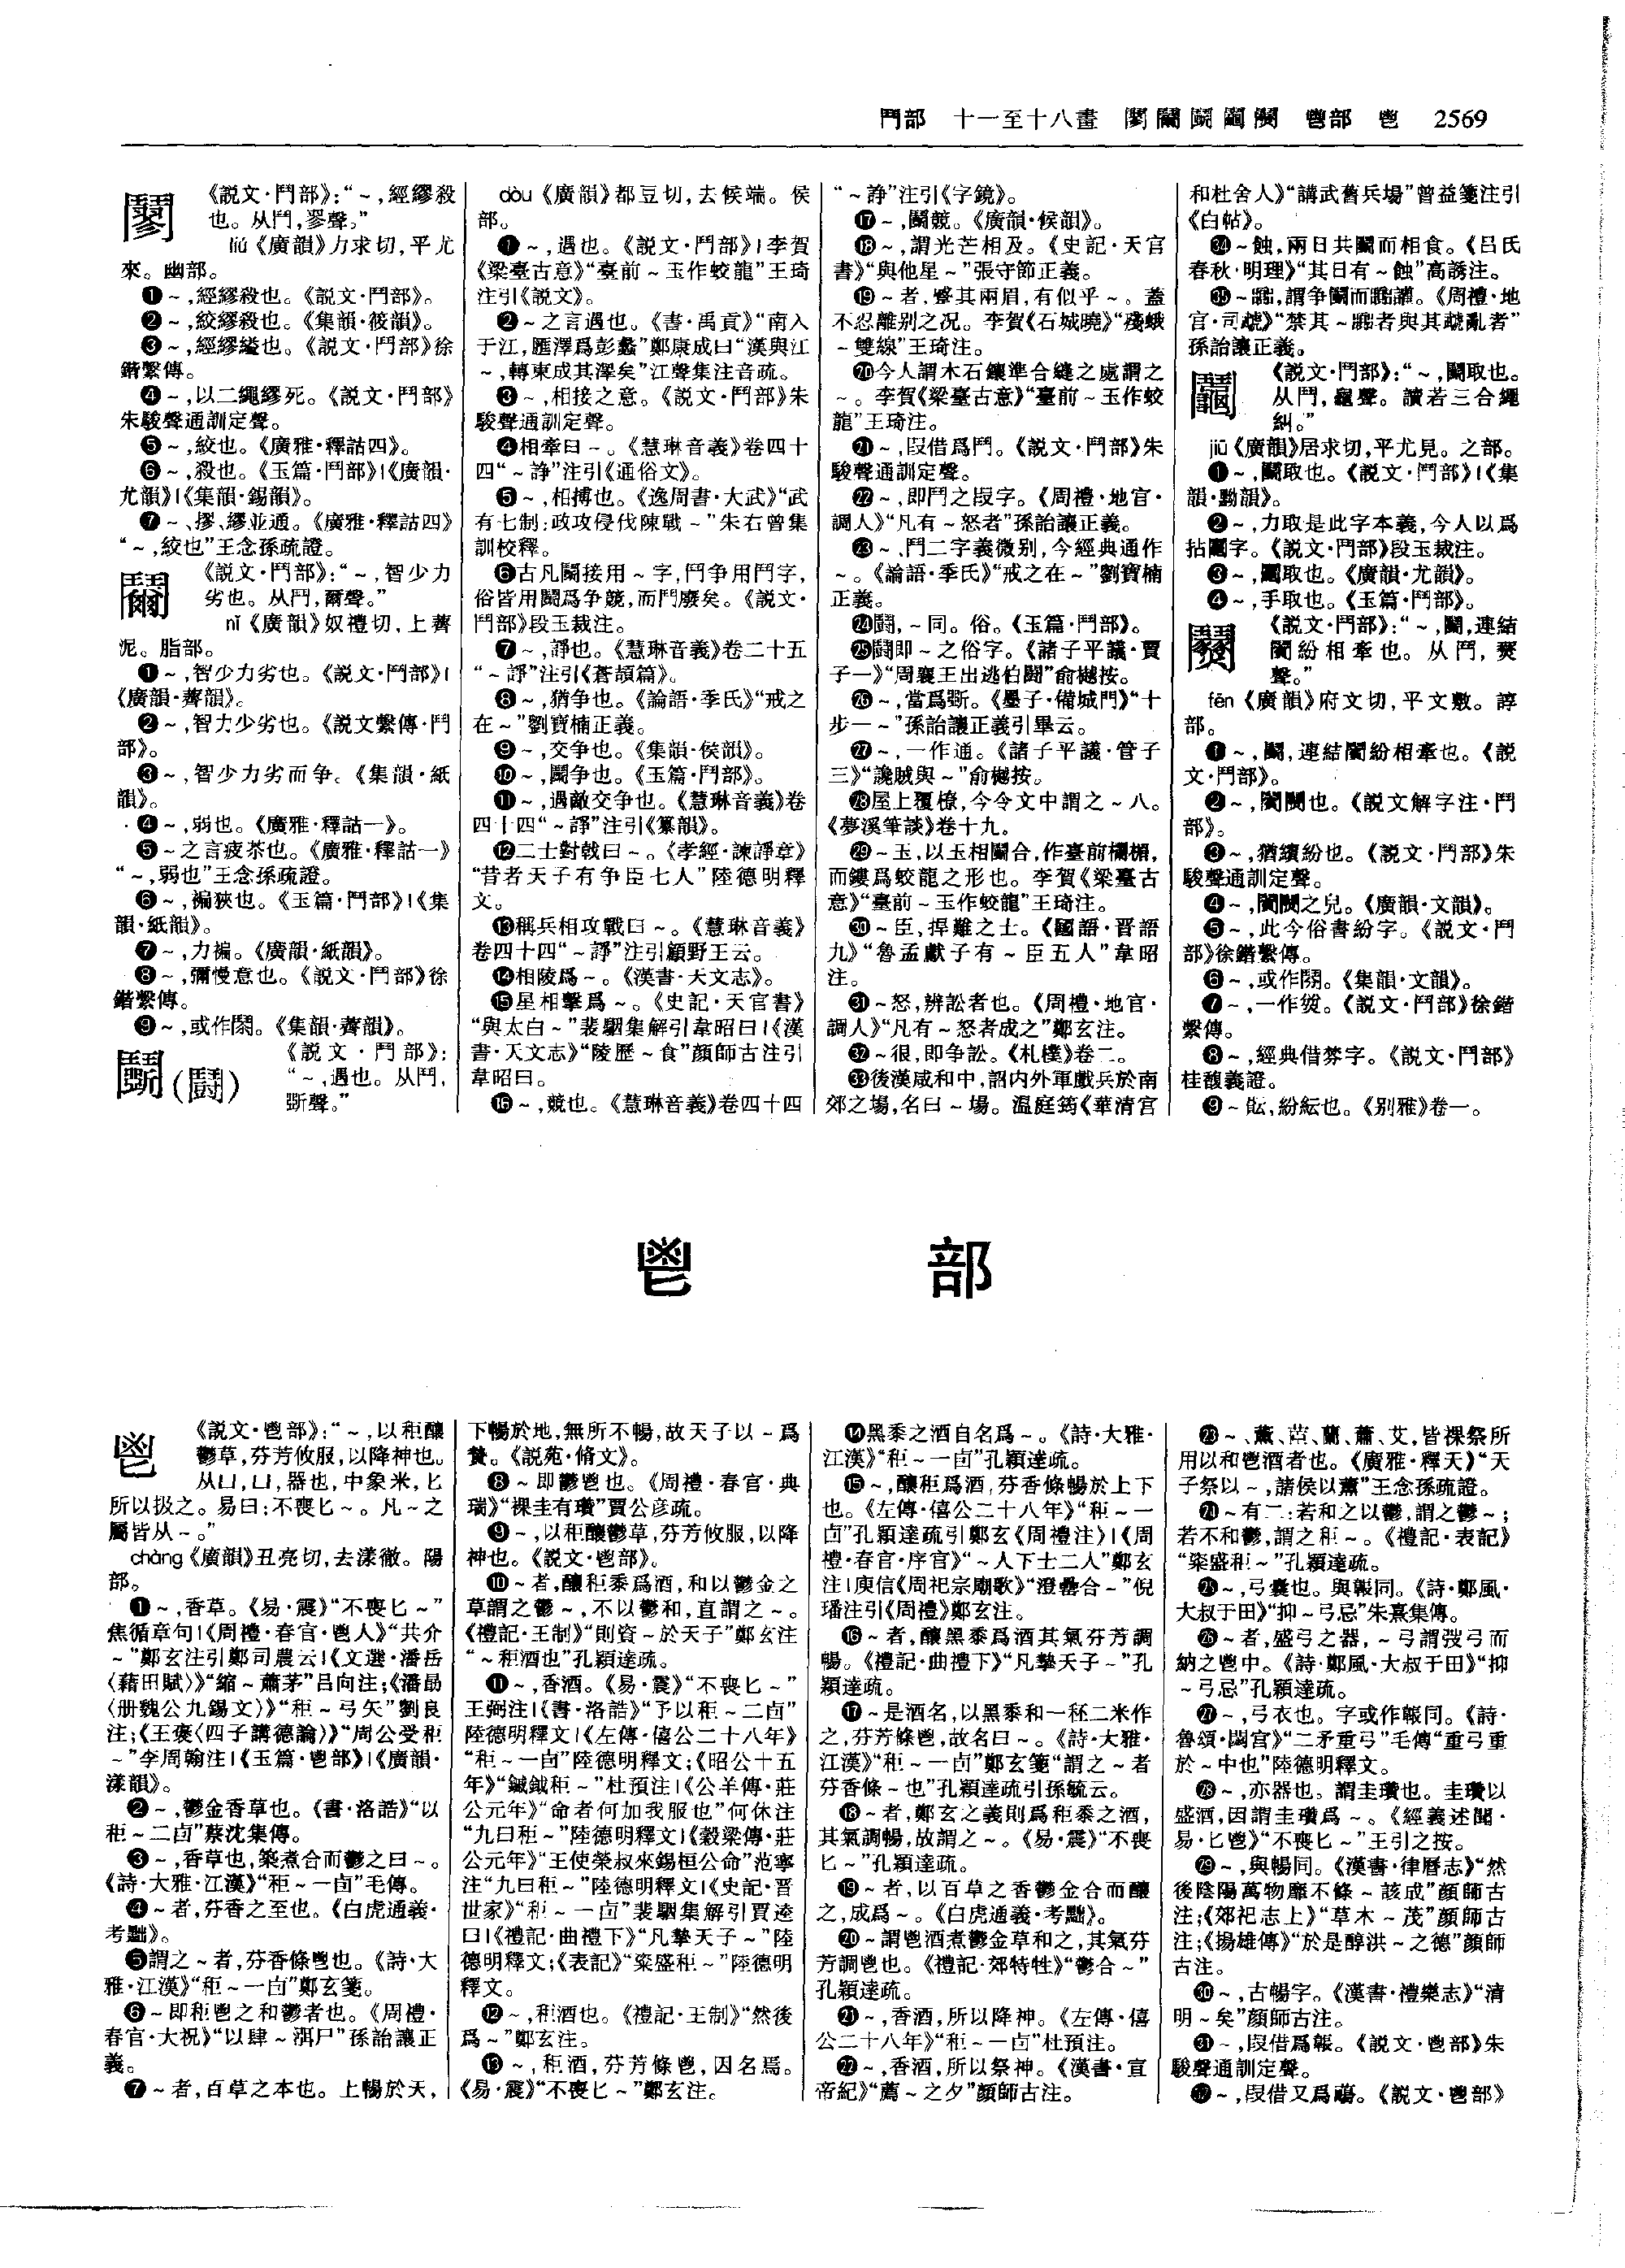 鬥部 十一至十八畫 鬮鬫鬭鬮鬩 鬯部 鬯 2569
《説文·鬥部》：“～，經繆殺
也。从鬥，翏聲。”
liú《廣韻》力求切，平尤
來。幽部。
❶～，經繆殺也。《説文·鬥部》。
❷～，絞繆殺也。《集韻·筱韻》。
❸～，經繆縊也。《説文·鬥部》徐
鍇繫傳。
❹～，以二繩繆死。《説文·鬥部》
朱駿聲通訓定聲。
❺～，絞也。《廣雅·釋詁四》。
❻～，殺也。《玉篇·鬥部》|《廣韻·
尤韻》|《集韻·錫韻》。
❼～、摎、繆並通。《廣雅·釋詁四》
“～，絞也”王念孫疏證。
《説文·鬥部》：“～，智少力
劣也。从鬥，爾聲。”
nǐ《廣韻》奴禮切，上薺
泥。脂部。
❶～，智少力劣也。《説文·鬥部》|
《廣韻·薺韻》。
❷～，智力少劣也。《説文繫傳·鬥
部》。
❸～，智少力劣而争。《集韻·紙
韻》。
❹～，弱也。《廣雅·釋詁一》。
❺～之言疲苶也。《廣雅·釋詁一》
“～，弱也”王念孫疏證。
❻～，褊狹也。《玉篇·鬥部》|《集
韻·紙韻》。
❼～，力褊。《廣韻·紙韻》。
❽～，彌慢意也。《説文·鬥部》徐
鍇繫傳。
❾～，或作閖。《集韻·薺韻》。
鬭(鬪)
《説文·鬥部》：
“～，遇也。从鬥，
斲聲。”
dòu《廣韻》都豆切，去候端。侯
部。
❶～，遇也。《説文·鬥部》|李賀
《梁臺古意》“臺前～玉作蛟龍”王琦
注引《説文》。
❷～之言遇也。《書·禹貢》“南入
于江，匯澤爲彭蠡”鄭康成曰“漢與江
～，轉東成其澤矣”江聲集注音疏。
❸～，相接之意。《説文·鬥部》朱
駿聲通訓定聲。
❹相牽曰～。《慧琳音義》卷四十
四“～諍”注引《通俗文》。
❺～，相搏也。《逸周書·大武》“武
有七制：政攻侵伐陳戰～”朱右曾集
訓校釋。
❻古凡鬭接用～字，鬥争用鬥字，
俗皆用鬭爲争競，而鬥廢矣。《説文·
鬥部》段玉裁注。
❼～，諍也。《慧琳音義》卷二十五
“～諍”注引《蒼頡篇》。
❽～，猶争也。《論語·季氏》“戒之
在～”劉寶楠正義。
❾～，交争也。《集韻·侯韻》。
❿～，鬭争也。《玉篇·鬥部》。
⓫～，遇敵交争也。《慧琳音義》卷
四十四“～諍”注引《纂韻》。
⓬二士對戟曰～。《孝經·諫諍章》
“昔者天子有争臣七人”陸德明釋
文。
⓭稱兵相攻戰曰～。《慧琳音義》
卷四十四“～諍”注引顧野王云。
⓮相陵爲～。《漢書·天文志》。
⓯星相擊爲～。《史記·天官書》
“與太白～”裴駰集解引韋昭曰|《漢
書·天文志》“陵歷～食”顔師古注引
韋昭曰。
⓰～，競也。《慧琳音義》卷四十四
“～諍”注引《字鏡》。
⓱～，鬭競。《廣韻·候韻》。
⓲～，謂光芒相及。《史記·天官
書》“與他星～”張守節正義。
⓳～者，蹙其兩眉，有似乎～。蓋
不忍離别之况。李賀《石城曉》“殘蛾
～雙線”王琦注。
⓴今人謂木石鑲準合縫之處謂之
～。李賀《梁臺古意》“臺前～玉作蛟
龍”王琦注。
㉑～，叚借爲鬥。《説文·鬥部》朱
駿聲通訓定聲。
㉒～，即鬥之叚字。《周禮·地官·
調人》“凡有～怒者”孫詒讓正義。
㉓～、鬥二字義微别，今經典通作
～。《論語·季氏》“戒之在～”劉寶楠
正義。
㉔鬪，～同。俗。《玉篇·鬥部》。
㉕鬪即～之俗字。《諸子平議·賈
子一》“周襄王出逃伯鬪”俞樾按。
㉖～，當爲斲。《墨子·備城門》“十
步一～”孫詒讓正義引畢云。
㉗～，一作通。《諸子平議·管子
三》“讒賊與～”俞樾按。
㉘屋上覆橑，今令文中謂之～八。
《夢溪筆談》卷十九。
㉙～玉，以玉相鬭合，作臺前欄楯，
而鏤爲蛟龍之形也。李賀《梁臺古
意》“臺前～玉作蛟龍”王琦注。
㉚～臣，捍難之士。《國語·晋語
九》“魯孟獻子有～臣五人”韋昭
注。
㉛～怒，辨訟者也。《周禮·地官·
調人》“凡有～怒者成之”鄭玄注。
㉜～很，即争訟。《札樸》卷二。
㉝後漢咸和中，詔内外軍戲兵於南
郊之場，名曰～場。温庭筠《華清宫
和杜舍人》“講武舊兵場”曾益箋注引
《白帖》。
㉞～蝕，兩日共鬭而相食。《吕氏
春秋·明理》“其日有～蝕”高誘注。
㉟～囂，謂争鬭而囂讙。《周禮·地
官·司虣》“禁其～囂者與其虣亂者”
孫詒讓正義。
《説文·鬥部》：“～，鬭取也。
从鬥，龜聲。讀若三合繩
糾。”
jiū《廣韻》居求切，平尤見。之部。
❶～，鬭取也。《説文·鬥部》|《集
韻·黝韻》。
❷～，力取是此字本義，今人以爲
拈鬮字。《説文·鬥部》段玉裁注。
❸～，鬮取也。《廣韻·尤韻》。
❹～，手取也。《玉篇·鬥部》。
《説文·鬥部》：“～，鬭，連結
鬮紛相牽也。从鬥，燹
聲。”
fēn《廣韻》府文切，平文敷。諄
部。
❶～，鬭，連結鬮紛相牽也。《説
文·鬥部》。
❷～，鬮也。《説文解字注·鬥
部》。
❸～，猶繽紛也。《説文·鬥部》朱
駿聲通訓定聲。
❹～，之皃。《廣韻·文韻》。
❺～，此今俗書紛字。《説文·鬥
部》徐鍇繫傳。
❻～，或作閖。《集韻·文韻》。
❼～，一作燹。《説文·鬥部》徐鍇
繫傳。
❽～，經典借棼字。《説文·鬥部》
桂馥義證。
❾～䰟，紛紜也。《别雅》卷一。
鬯 部
鬯
《説文·鬯部》：“～，以秬釀
鬱草，芬芳攸服，以降神也。
从凵，凵，器也，中象米，匕
所以扱之。易曰：不喪匕～。凡～之
屬皆从～。”
chàng《廣韻》丑亮切，去漾徹。陽
部。
❶～，香草。《易·震》“不喪匕～”
焦循章句|《周禮·春官·鬯人》“共介
～”鄭玄注引鄭司農云|《文選·潘岳
〈藉田賦〉》“縮～蕭茅”吕向注；《潘勗
〈册魏公九錫文〉》“秬～弓矢”劉良
注；《王褒〈四子講德論〉》“周公受秬
～”李周翰注|《玉篇·鬯部》|《廣韻·
漾韻》。
❷～，鬱金香草也。《書·洛誥》“以
秬～二卣”蔡沈集傳。
❸～，香草也，築煮合而鬱之曰～。
《詩·大雅·江漢》“秬～一卣”毛傳。
❹～者，芬香之至也。《白虎通義·
考黜》。
❺謂之～者，芬香條鬯也。《詩·大
雅·江漢》“秬～一卣”鄭玄箋。
❻～即秬鬯之和鬱者也。《周禮·
春官·大祝》“以肆～渳尸”孫詒讓正
義。
❼～者，百草之本也。上暢於天，
下暢於地，無所不暢，故天子以～爲
贄。《説苑·脩文》。
❽～即鬱鬯也。《周禮·春官·典
瑞》“祼圭有瓚”賈公彦疏。
❾～，以秬釀鬱草，芬芳攸服，以降
神也。《説文·鬯部》。
❿～者，釀秬黍爲酒，和以鬱金之
草謂之鬱～，不以鬱和，直謂之～。
《禮記·王制》“則資～於天子”鄭玄注
“～秬酒也”孔穎達疏。
⓫～，香酒。《易·震》“不喪匕～”
王弼注|《書·洛誥》“予以秬～二卣”
陸德明釋文|《左傳·僖公二十八年》
“秬～一卣”陸德明釋文；《昭公十五
年》“鏚鉞秬～”杜預注|《公羊傳·莊
公元年》“命者何加我服也”何休注
“九曰秬～”陸德明釋文|《穀梁傳·莊
公元年》“王使榮叔來錫桓公命”范寧
注“九曰秬～”陸德明釋文|《史記·晋
世家》“秬～一卣”裴駰集解引賈逵
曰|《禮記·曲禮下》“凡摯天子～”陸
德明釋文；《表記》“粢盛秬～”陸德明
釋文。
⓬～，秬酒也。《禮記·王制》“然後
爲～”鄭玄注。
⓭～，秬酒，芬芳條鬯，因名焉。
《易·震》“不喪匕～”鄭玄注。
⓮黑黍之酒自名爲～。《詩·大雅·
江漢》“秬～一卣”孔穎達疏。
⓯～，釀秬爲酒，芬香條暢於上下
也。《左傳·僖公二十八年》“秬～一
卣”孔穎達疏引鄭玄《周禮注》|《周
禮·春官·序官》“～人下士二人”鄭玄
注|庾信《周祀宗廟歌》“澄罍合～”倪
璠注引《周禮》鄭玄注。
⓰～者，釀黑黍爲酒其氣芬芳調
暢。《禮記·曲禮下》“凡摯天子～”孔
穎達疏。
⓱～是酒名，以黑黍和一秠二米作
之，芬芳條鬯，故名曰～。《詩·大雅·
江漢》“秬～一卣”鄭玄箋“謂之～者
芬香條～也”孔穎達疏引孫毓云。
⓲～者，鄭玄之義則爲秬黍之酒，
其氣調暢，故謂之～。《易·震》“不喪
匕～”孔穎達疏。
⓳～者，以百草之香鬱金合而釀
之，成爲～。《白虎通義·考黜》。
⓴～謂鬯酒煮鬱金草和之，其氣芬
芳調鬯也。《禮記·郊特牲》“鬱合～”
孔穎達疏。
㉑～，香酒，所以降神。《左傳·僖
公二十八年》“秬～一卣”杜預注。
㉒～，香酒，所以祭神。《漢書·宣
帝紀》“薦～之夕”顔師古注。
㉓～、薰、茝、蘭、蕭、艾，皆祼祭所
用以和鬯酒者也。《廣雅·釋天》“天
子祭以～，諸侯以薰”王念孫疏證。
㉔～有二：若和之以鬱，謂之鬱～；
若不和鬱，謂之秬～。《禮記·表記》
“粢盛秬～”孔穎達疏。
㉕～，弓囊也。與韔同。《詩·鄭風·
大叔于田》“抑～弓忌”朱熹集傳。
㉖～者，盛弓之器，～弓謂弢弓而
納之鬯中。《詩·鄭風·大叔于田》“抑
～弓忌”孔穎達疏。
㉗～，弓衣也。字或作韔同。《詩·
魯頌·閟宫》“二矛重弓”毛傳“重弓重
於～中也”陸德明釋文。
㉘～，亦器也。謂圭瓚也。圭瓚以
盛酒，因謂圭瓚爲～。《經義述聞·
易·匕鬯》“不喪匕～”王引之按。
㉙～，與暢同。《漢書·律曆志》“然
後陰陽萬物靡不條～該成”顔師古
注；《郊祀志上》“草木～茂”顔師古
注；《揚雄傳》“於是醇洪～之德”顔師
古注。
㉚～，古暢字。《漢書·禮樂志》“清
明～矣”顔師古注。
㉛～，叚借爲韔。《説文·鬯部》朱
駿聲通訓定聲。
㉜～，叚借又爲蕩。《説文·鬯部》